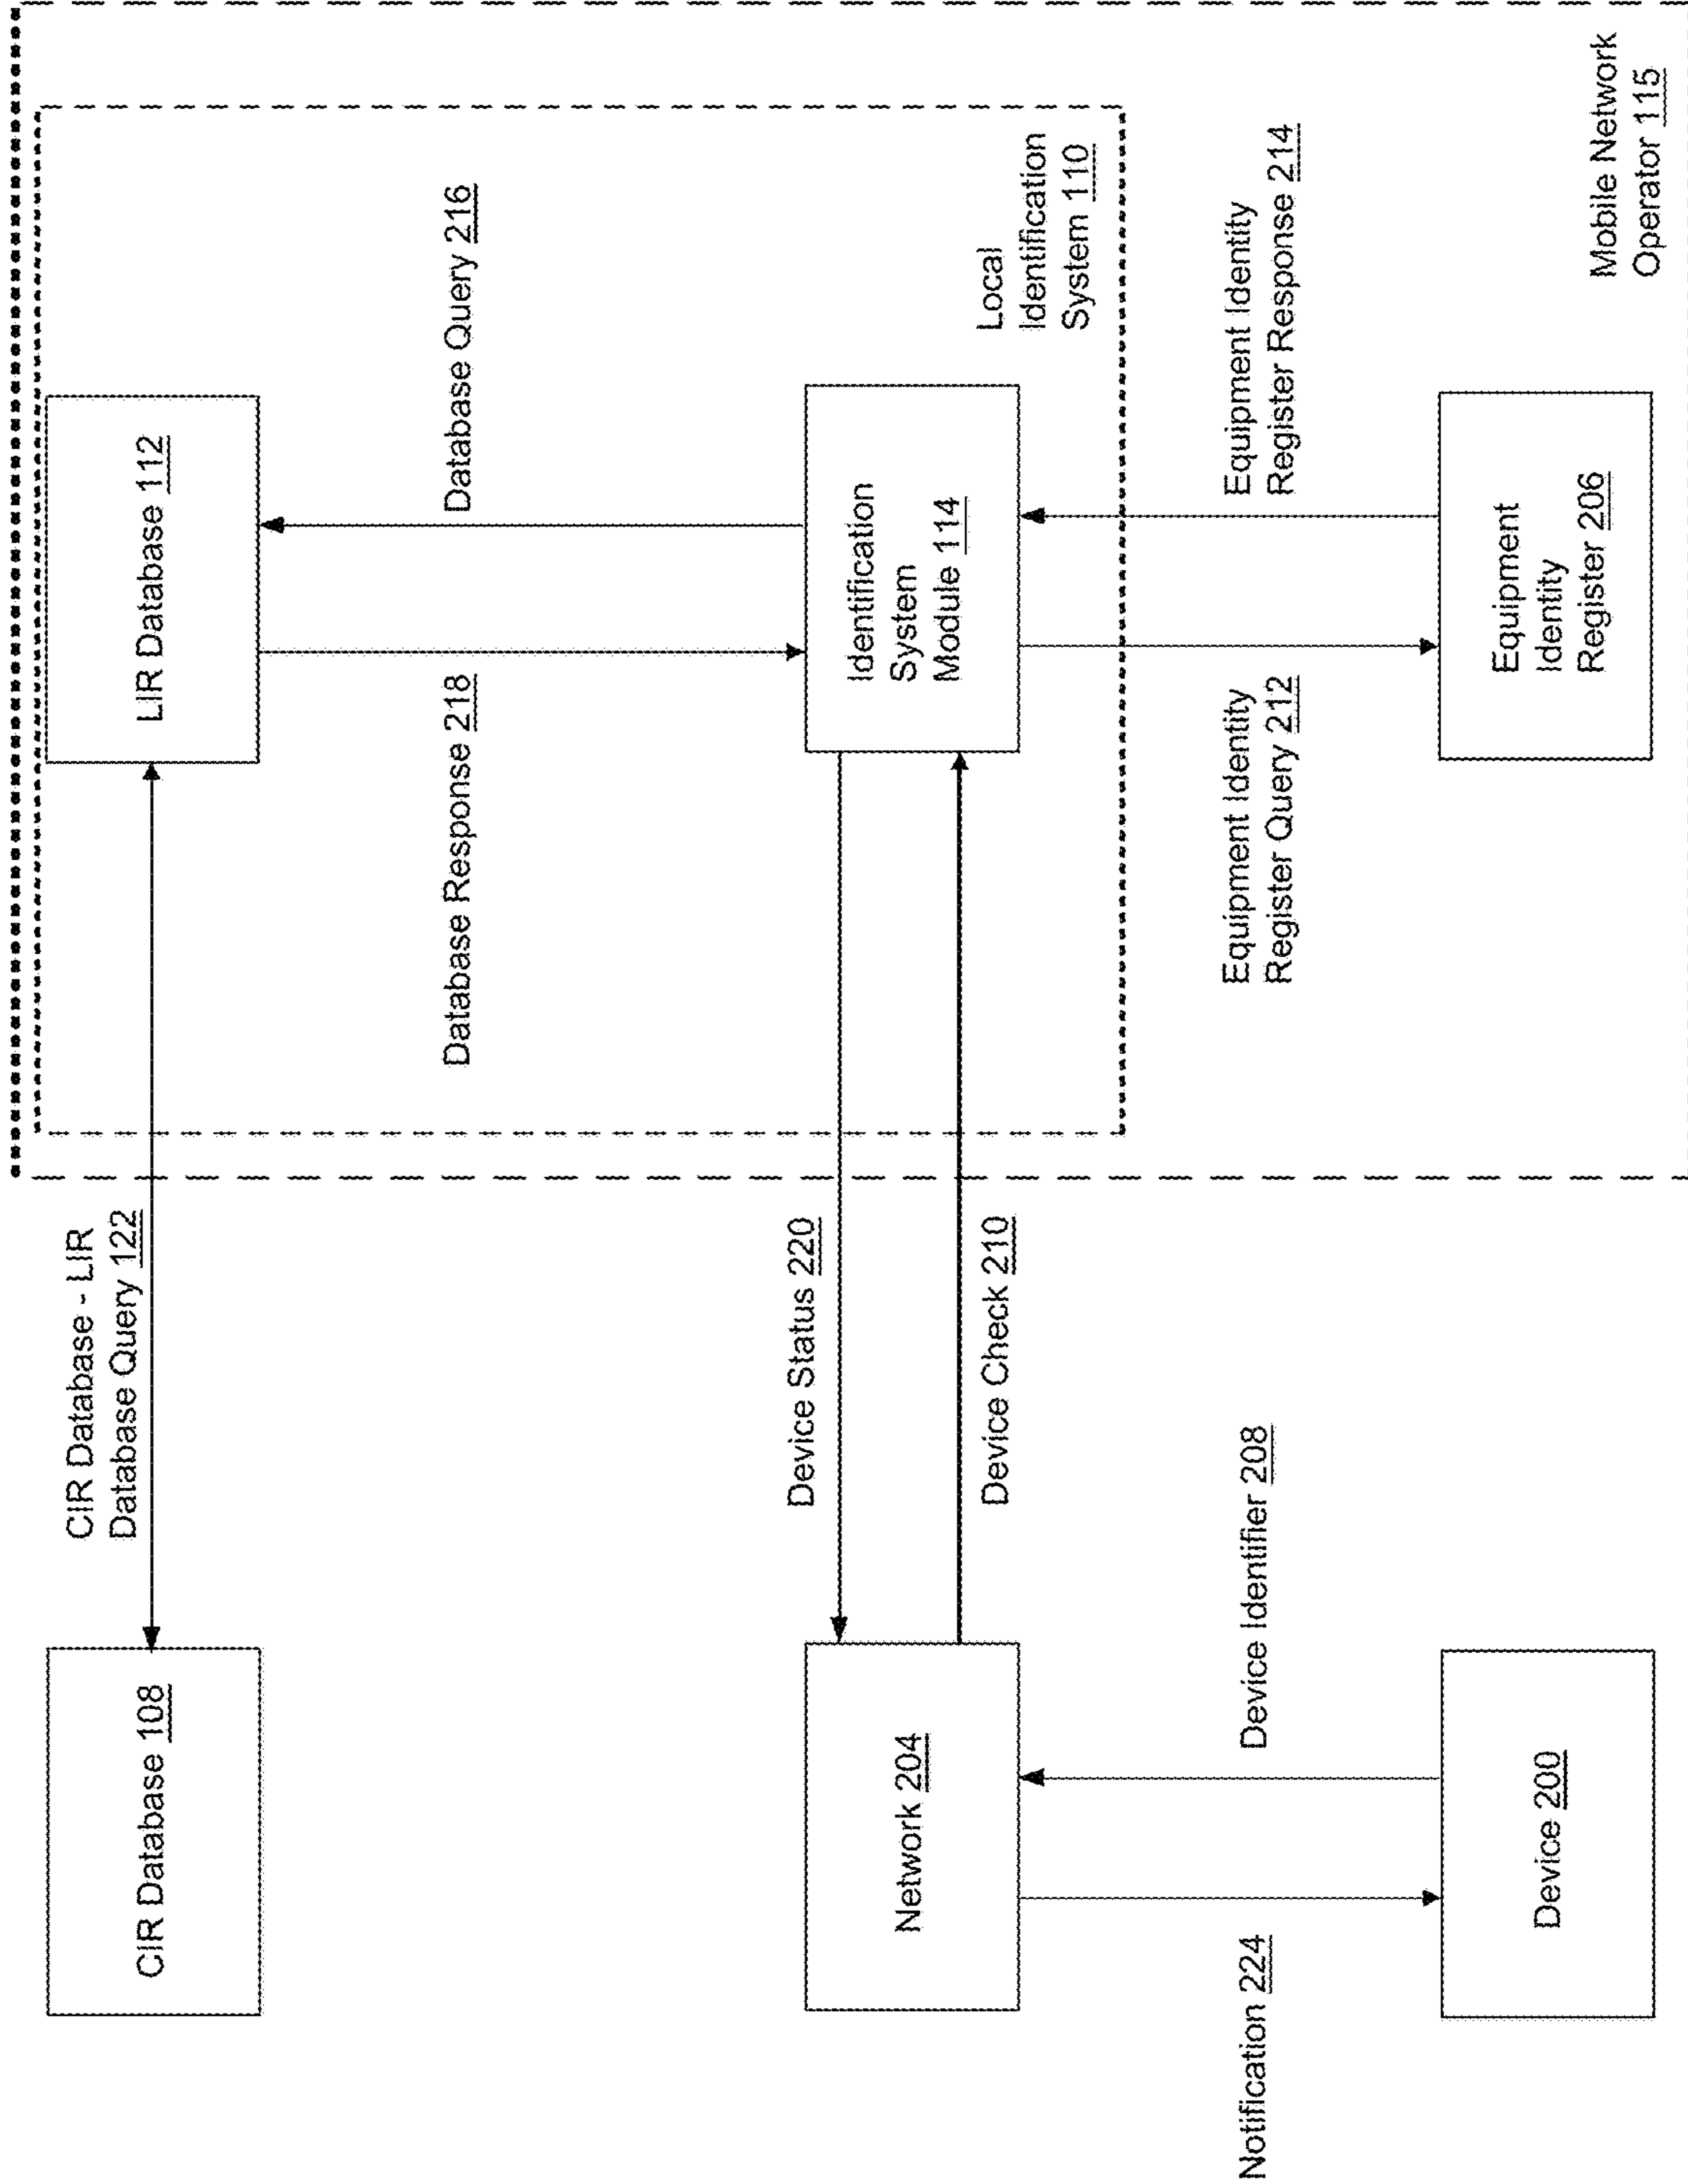 CIR Database 108
CIR Database - LIR
Database Query 122
LIR Database 112
Database Response 218
Database Query 216
Network 204
Device Status 220
Device Check 210
Identification
System
Module 114
Local
Identification
System 110
Notification 224
Device Identifier 208
Equipment Identity
Register Query 212
Equipment Identity
Register Response 214
Device 200
Equipment
Identity
Register 206
Mobile Network
Operator 115